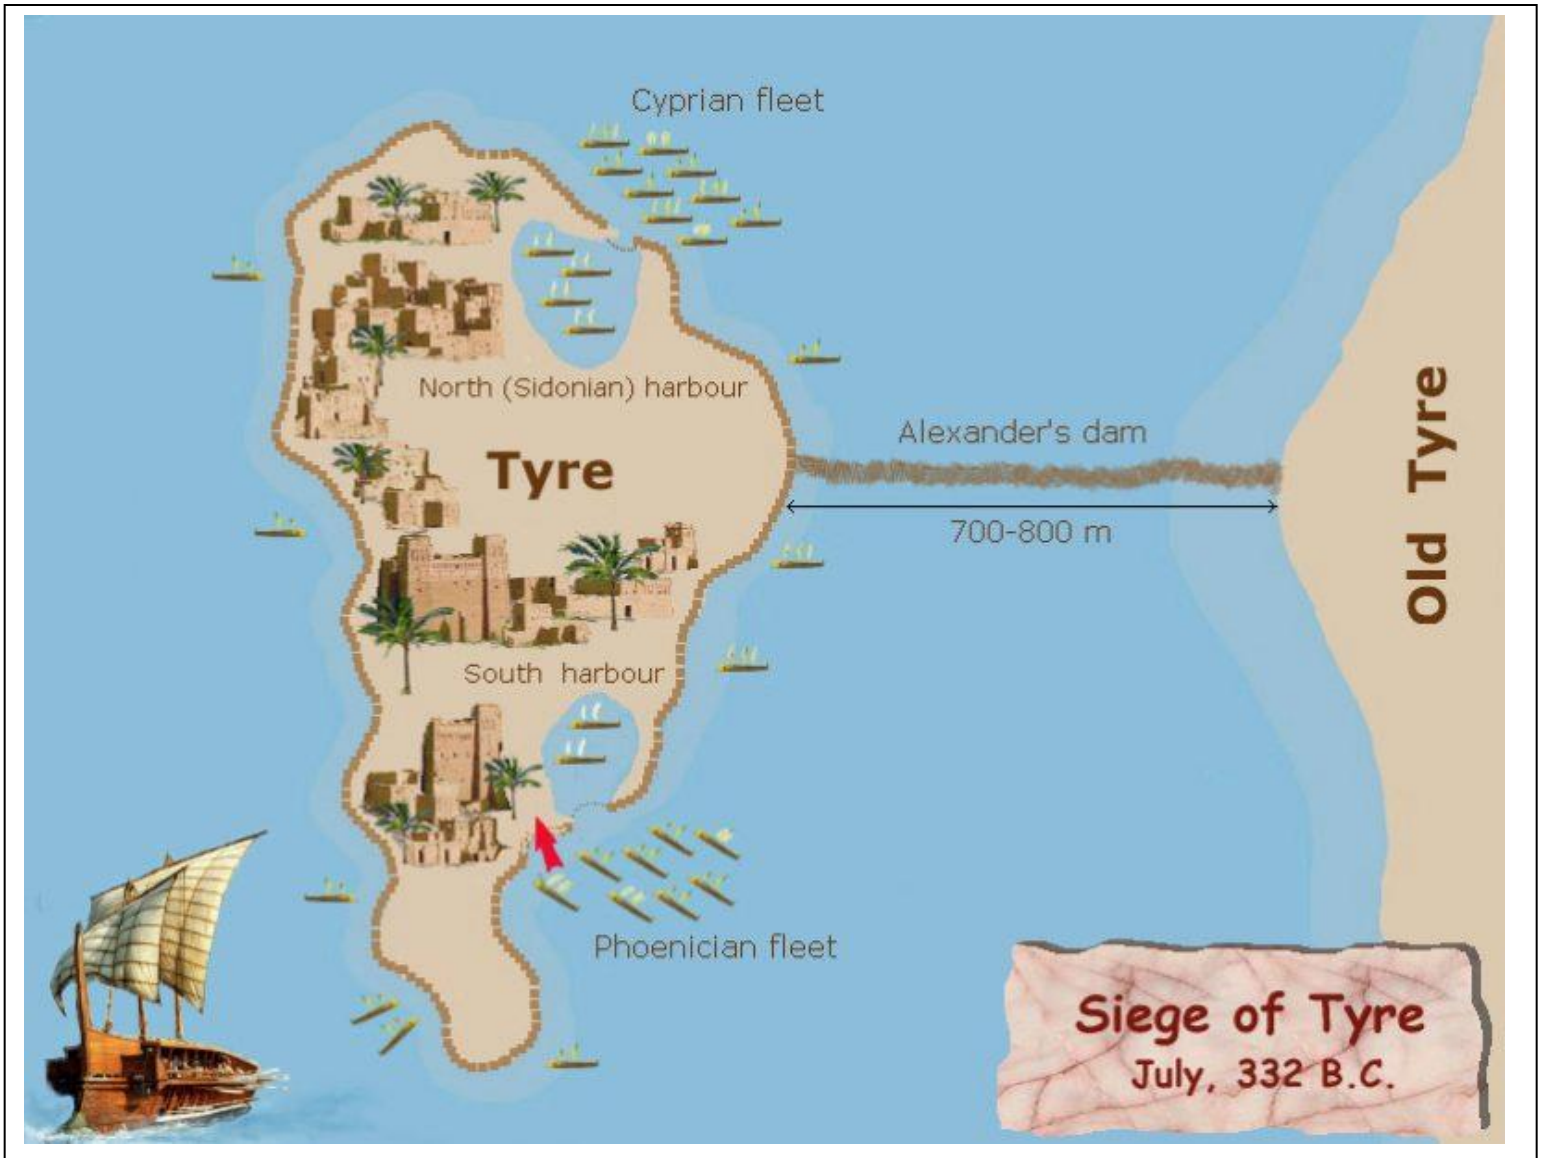 Cyprian fleet
North (Sidonian) harbour
Alexander's dam
Tyre
700-800 m
Old Tyre
South harbour
Phoenician fleet
Siege of Tyre
July, 332 B.C.